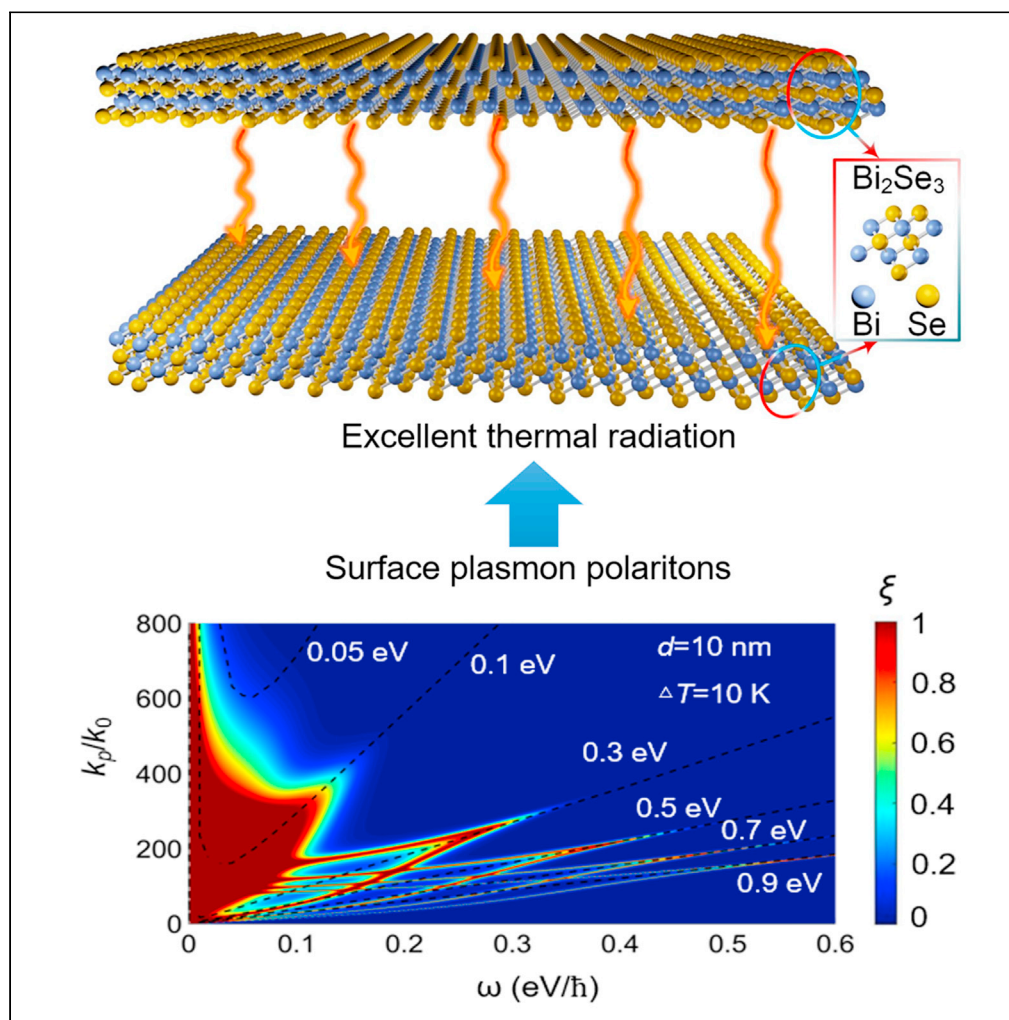 Bi₂Se₃
Bi Se
Excellent thermal radiation
Surface plasmon polaritons
ξ
800
600
400
200
0
kρ/k₀
0.05 eV
0.1 eV
d=10 nm
△T=10 K
0.3 eV
0.5 eV
0.7 eV
0.9 eV
1
0.8
0.6
0.4
0.2
0
0 0.1 0.2 0.3 0.4 0.5 0.6
ω (eV/ħ)